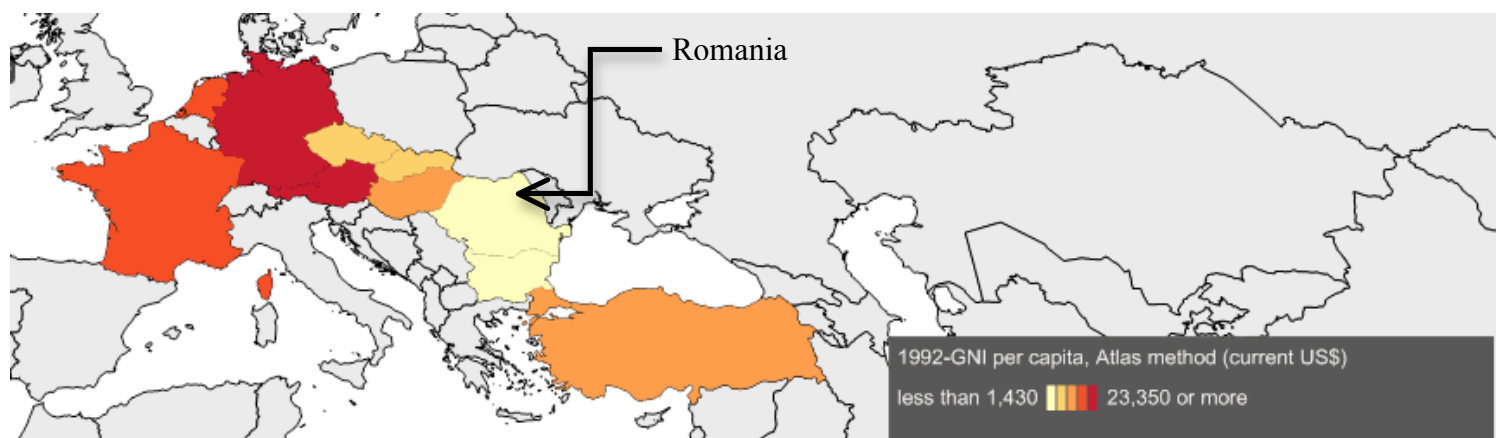 Romania
1992-GNI per capita, Atlas method (current US$)
less than 1,430 23,350 or more